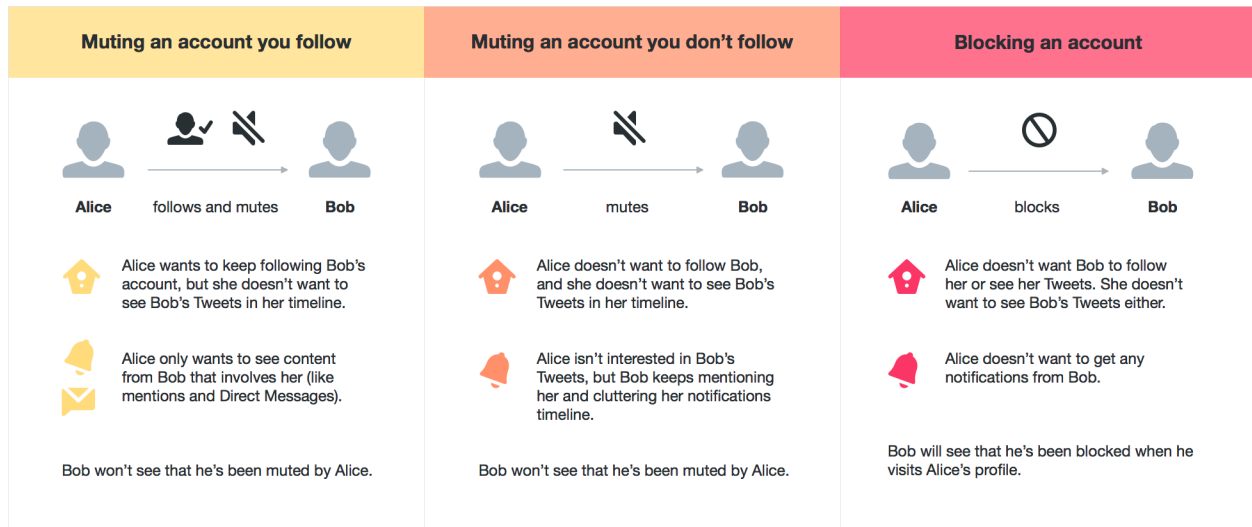 Muting an account you follow
Alice
follows and mutes
Bob
Alice wants to keep following Bob’s
account, but she doesn’t want to
see Bob’s Tweets in her timeline.
Alice only wants to see content
from Bob that involves her (like
mentions and Direct Messages).
Bob won’t see that he’s been muted by Alice.
Muting an account you don’t follow
Alice
mutes
Bob
Alice doesn’t want to follow Bob,
and she doesn’t want to see Bob’s
Tweets in her timeline.
Alice isn’t interested in Bob’s
Tweets, but Bob keeps mentioning
her and cluttering her notifications
timeline.
Bob won’t see that he’s been muted by Alice.
Blocking an account
Alice
blocks
Bob
Alice doesn’t want Bob to follow
her or see her Tweets. She doesn’t
want to see Bob’s Tweets either.
Alice doesn’t want to get any
notifications from Bob.
Bob will see that he’s been blocked when he
visits Alice’s profile.